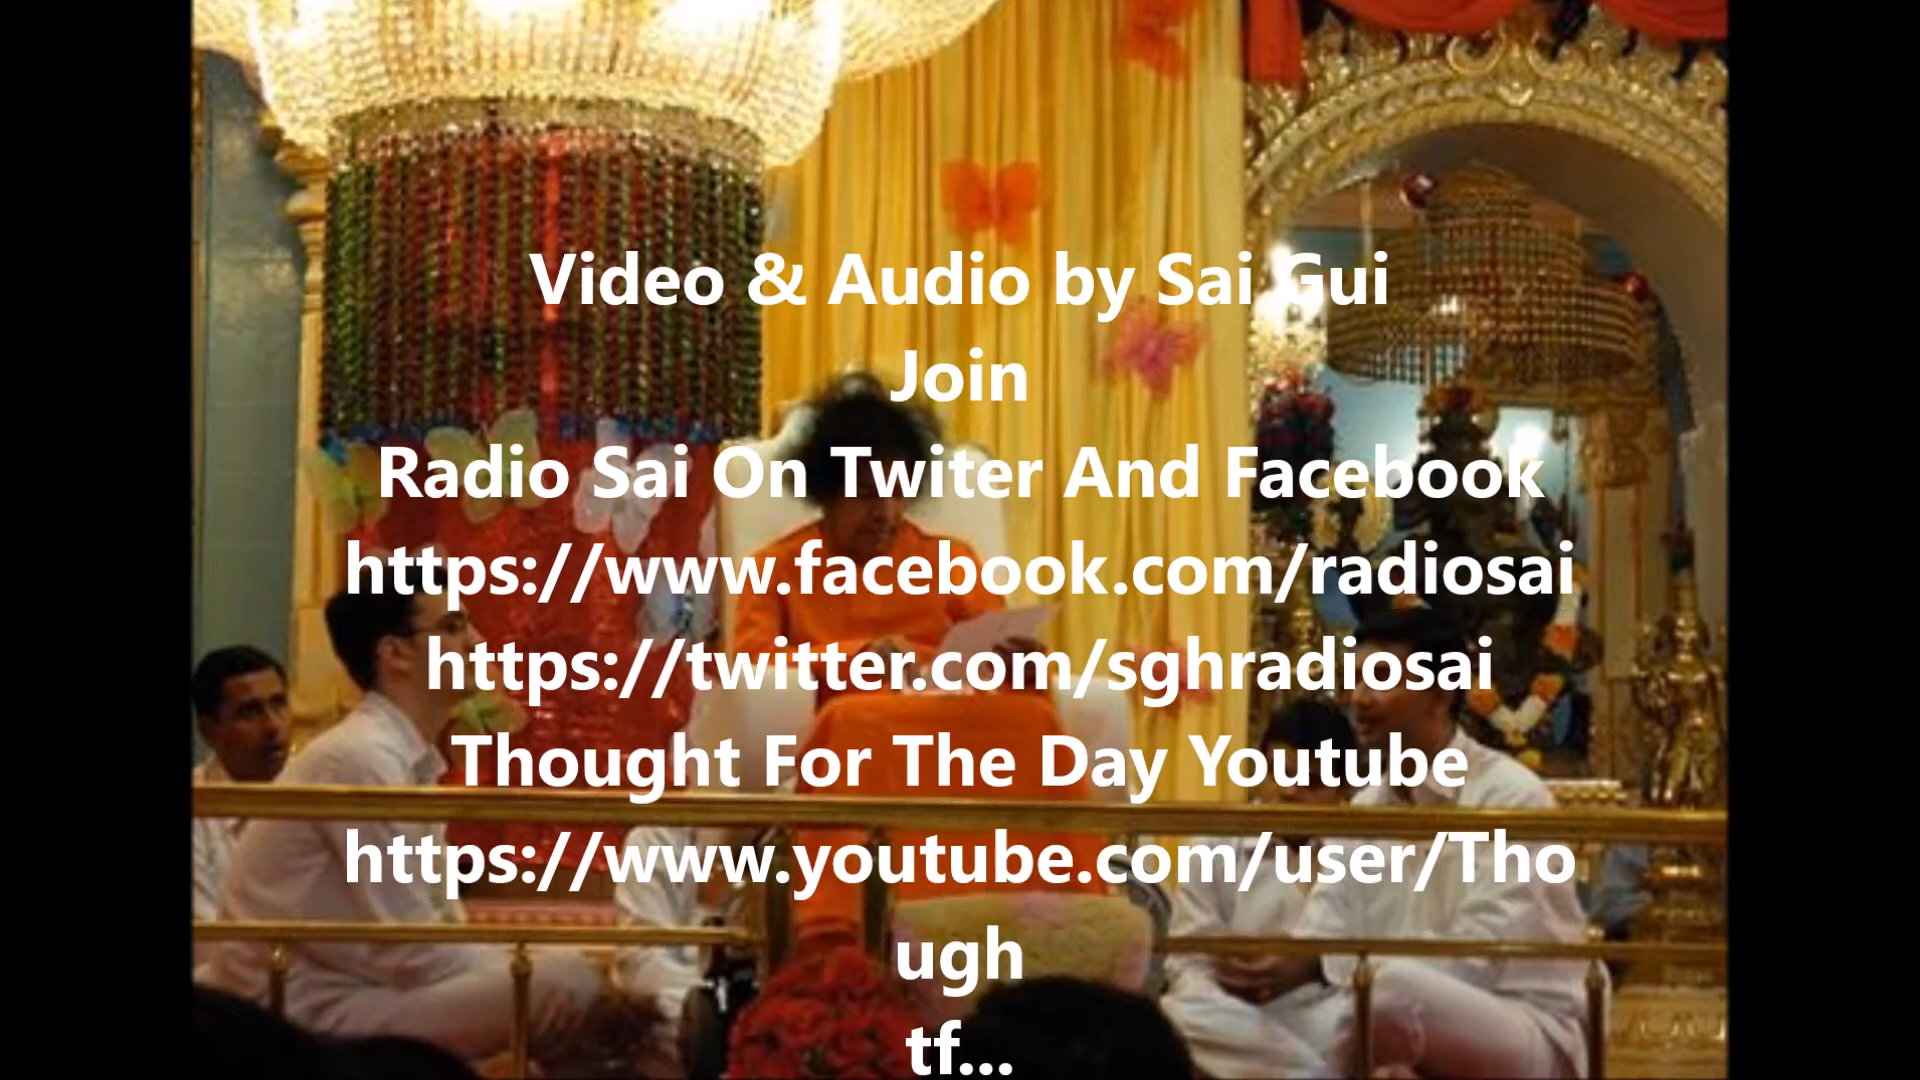 Video & Audio by Sai Gui
Join
Radio Sai On Twiter And Facebook
https://www.facebook.com/radiosai
https://twitter.com/sghradiosai
Thought For The Day Youtube
https://www.youtube.com/user/Tho
ugh
tf...